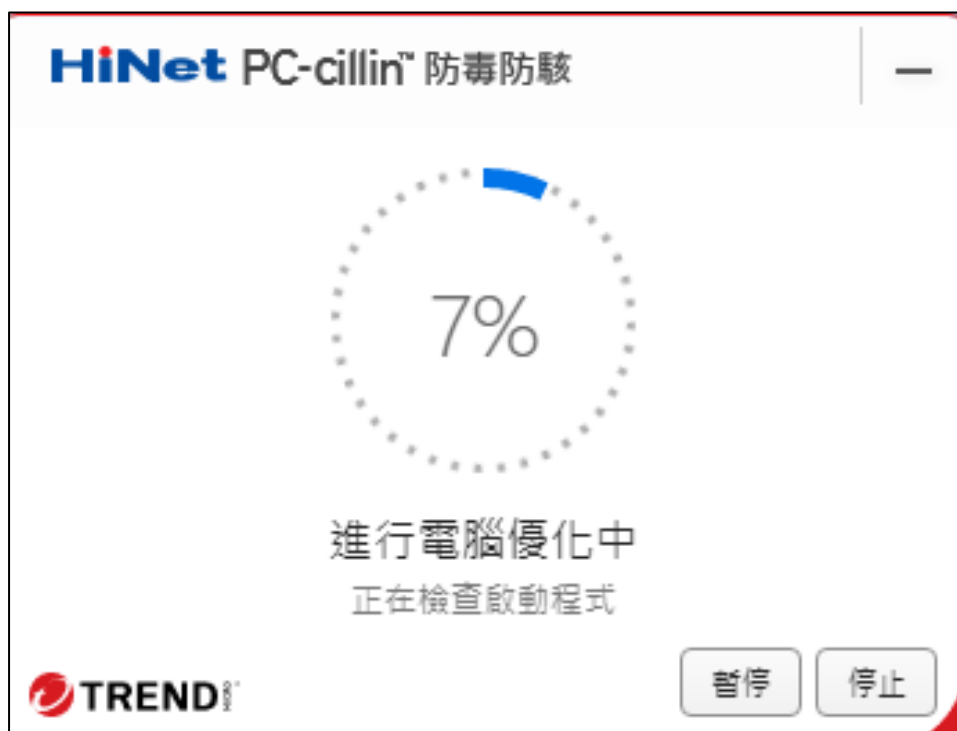 HiNet PC-cillin™ 防毒防駭
7%
進行電腦優化中
正在檢查啟動程式
暫停 停止
TREND MICRO